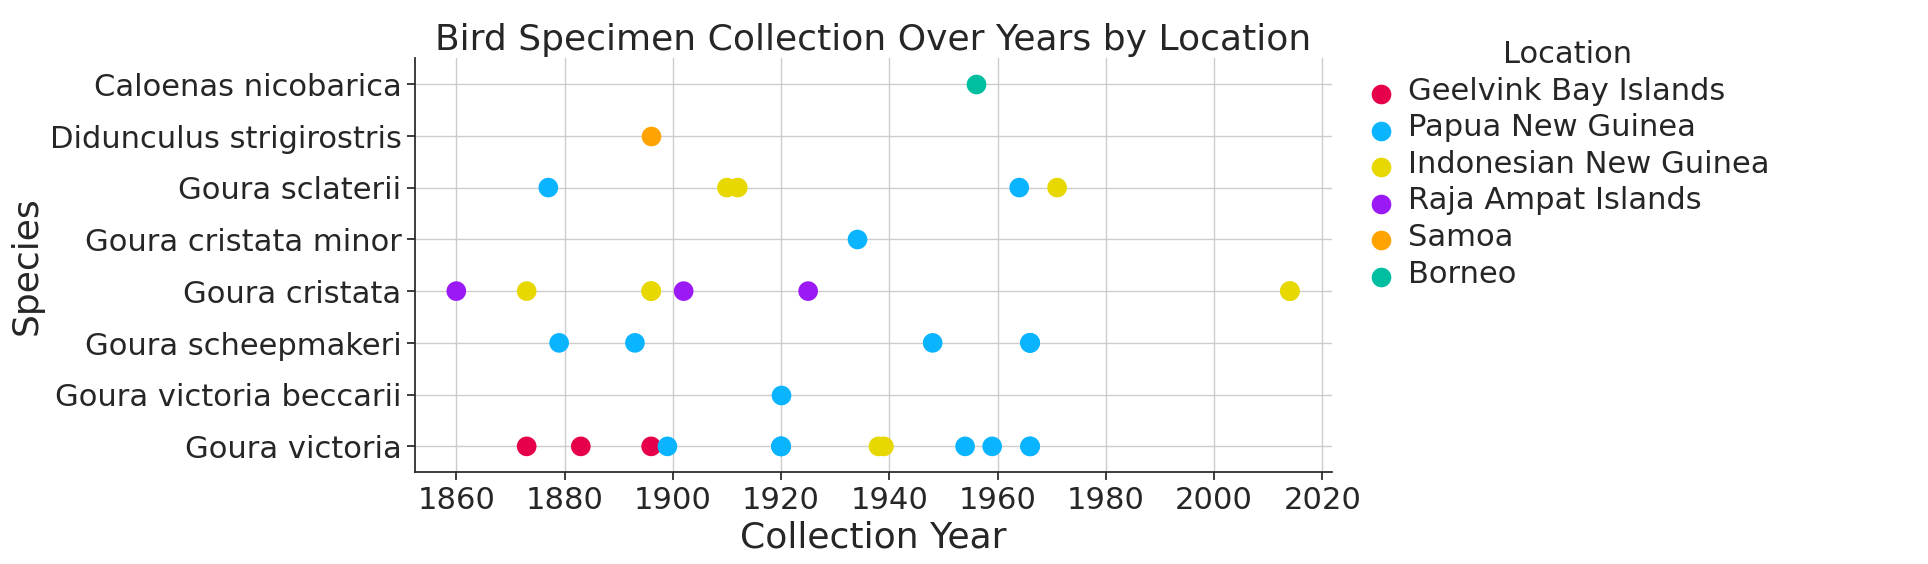 Bird Specimen Collection Over Years by Location
Species
Caloenas nicobarica
Didunculus strigirostris
Goura sclaterii
Goura cristata minor
Goura cristata
Goura scheepmakeri
Goura victoria beccarii
Goura victoria
1860 1880 1900 1920 1940 1960 1980 2000 2020
Collection Year
Location
Geelvink Bay Islands
Papua New Guinea
Indonesian New Guinea
Raja Ampat Islands
Samoa
Borneo